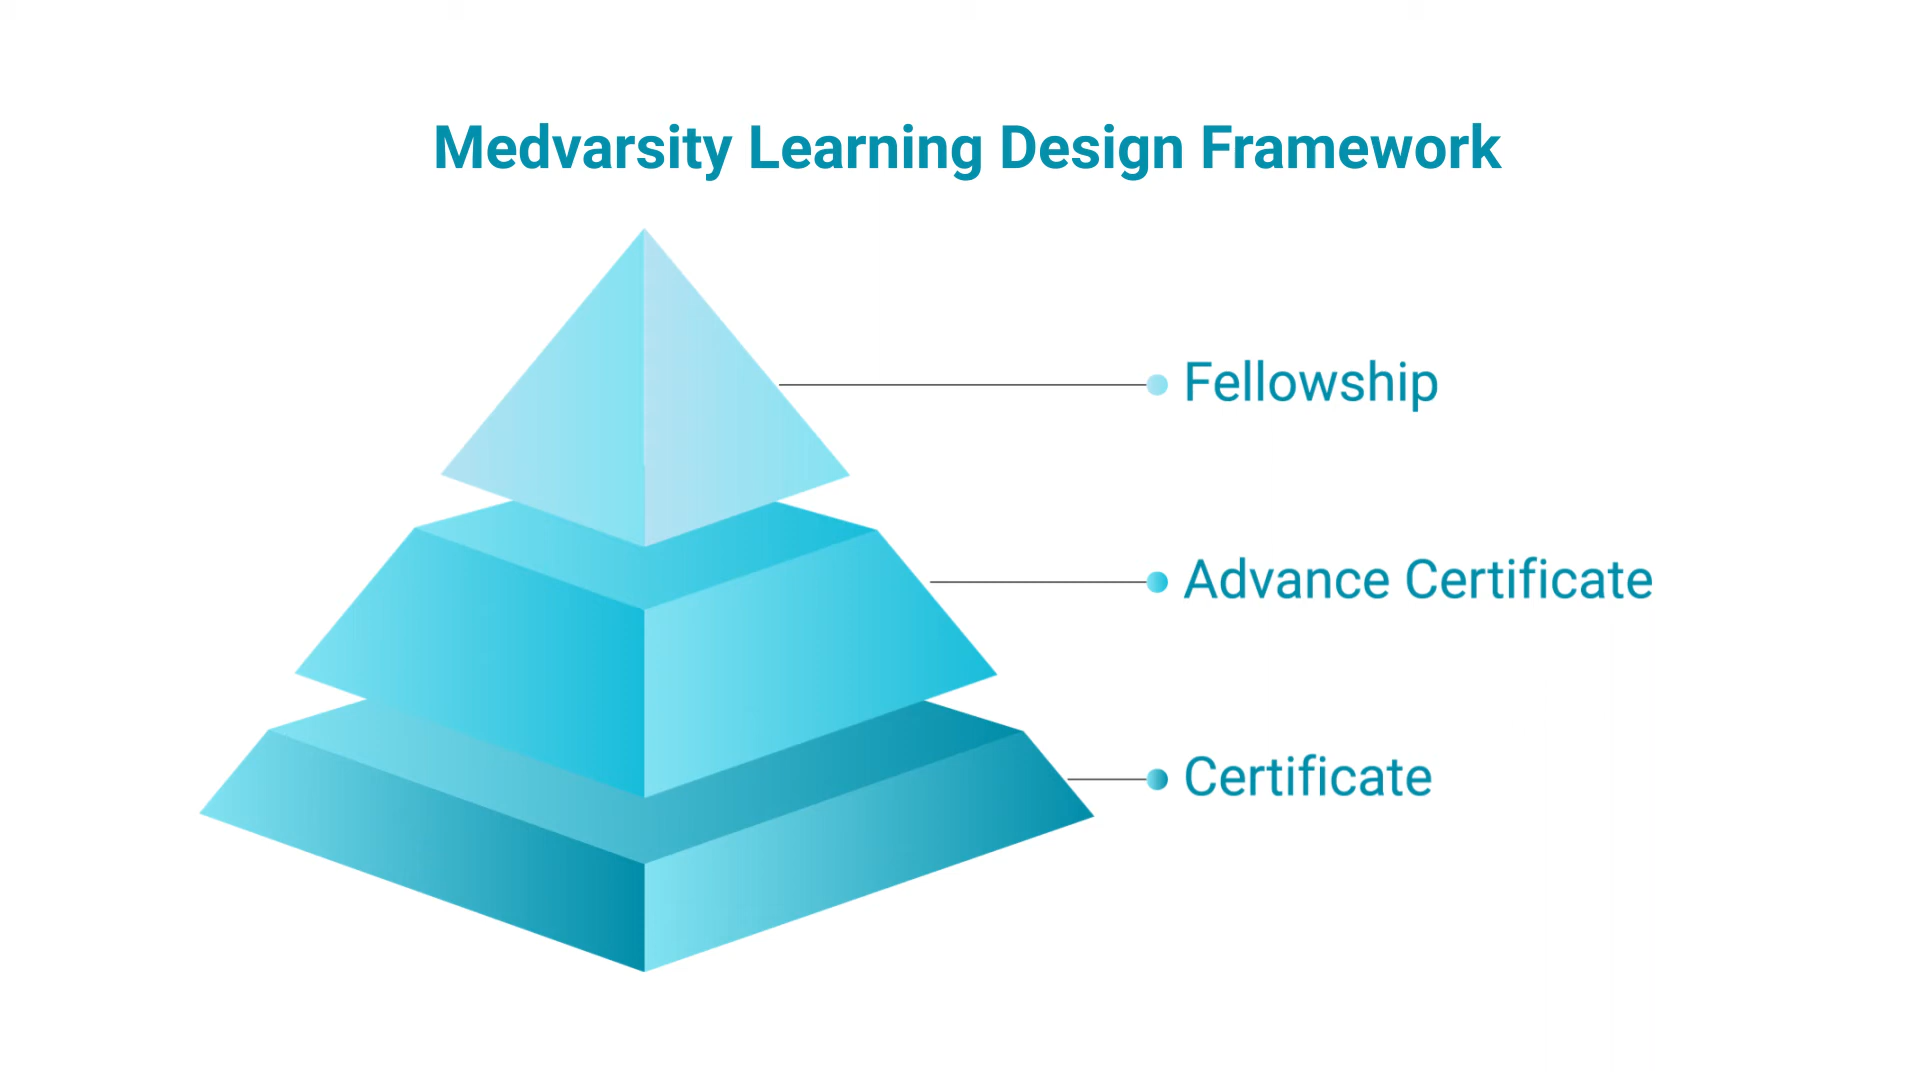 Medvarsity Learning Design Framework
Fellowship
Advance Certificate
Certificate